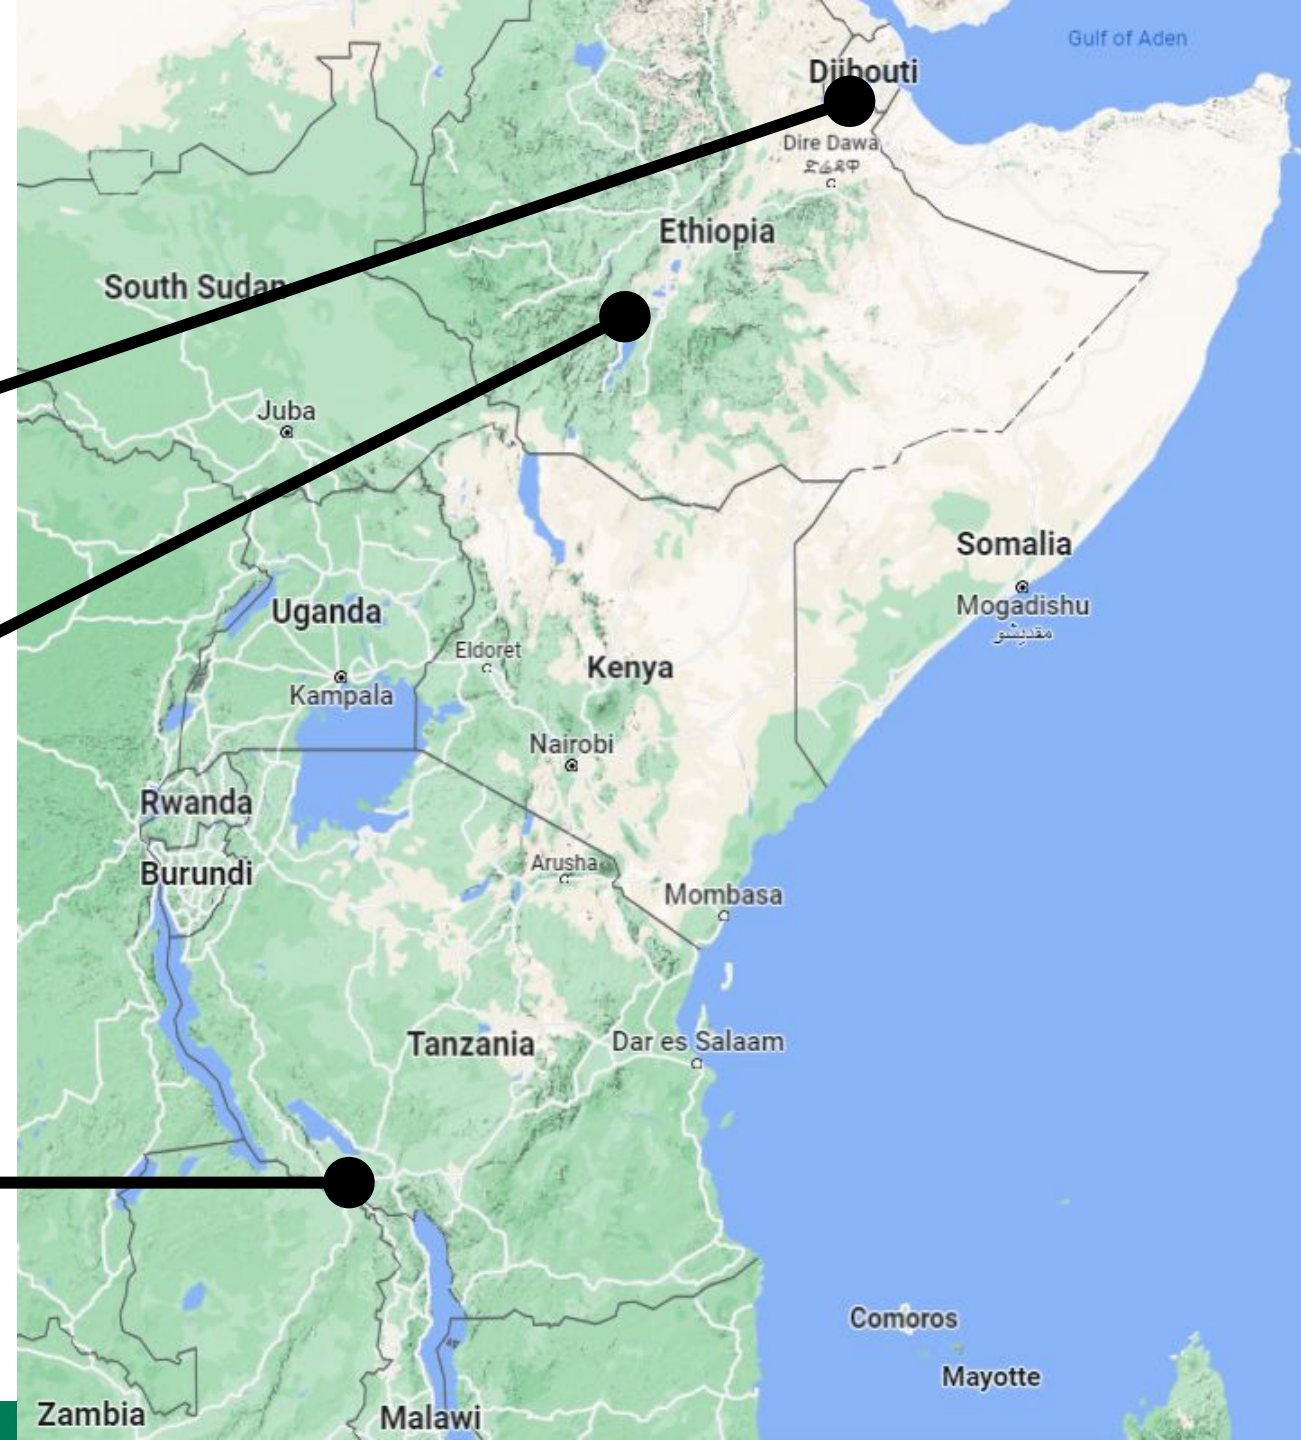 Gulf of Aden
Djibouti
Dire Dawa
ድሬዳዋ
Ethiopia
South Sudan
Juba
Somalia
Mogadishu
مقديشو
Uganda
Eldoret
Kenya
Kampala
Nairobi
Rwanda
Arusha
Burundi
Mombasa
Tanzania
Dar es Salaam
Comoros
Mayotte
Zambia
Malawi